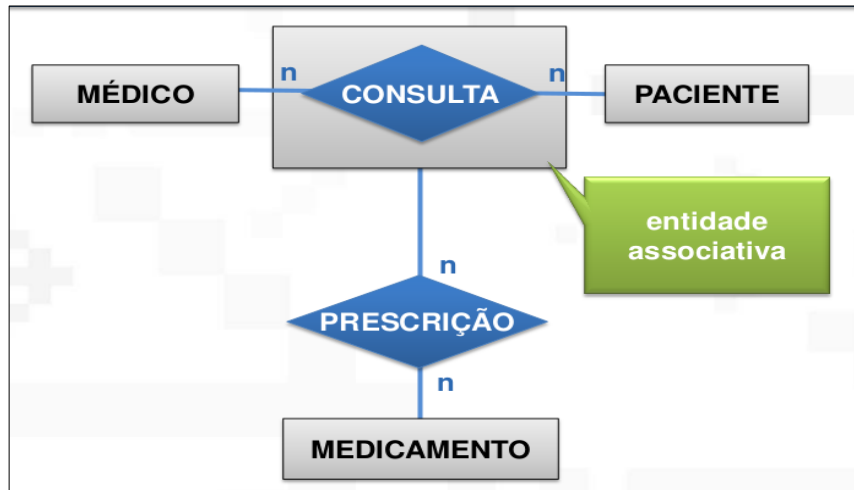 n
n
MÉDICO
CONSULTA
PACIENTE
entidade
associativa
n
PRESCRIÇÃO
n
MEDICAMENTO